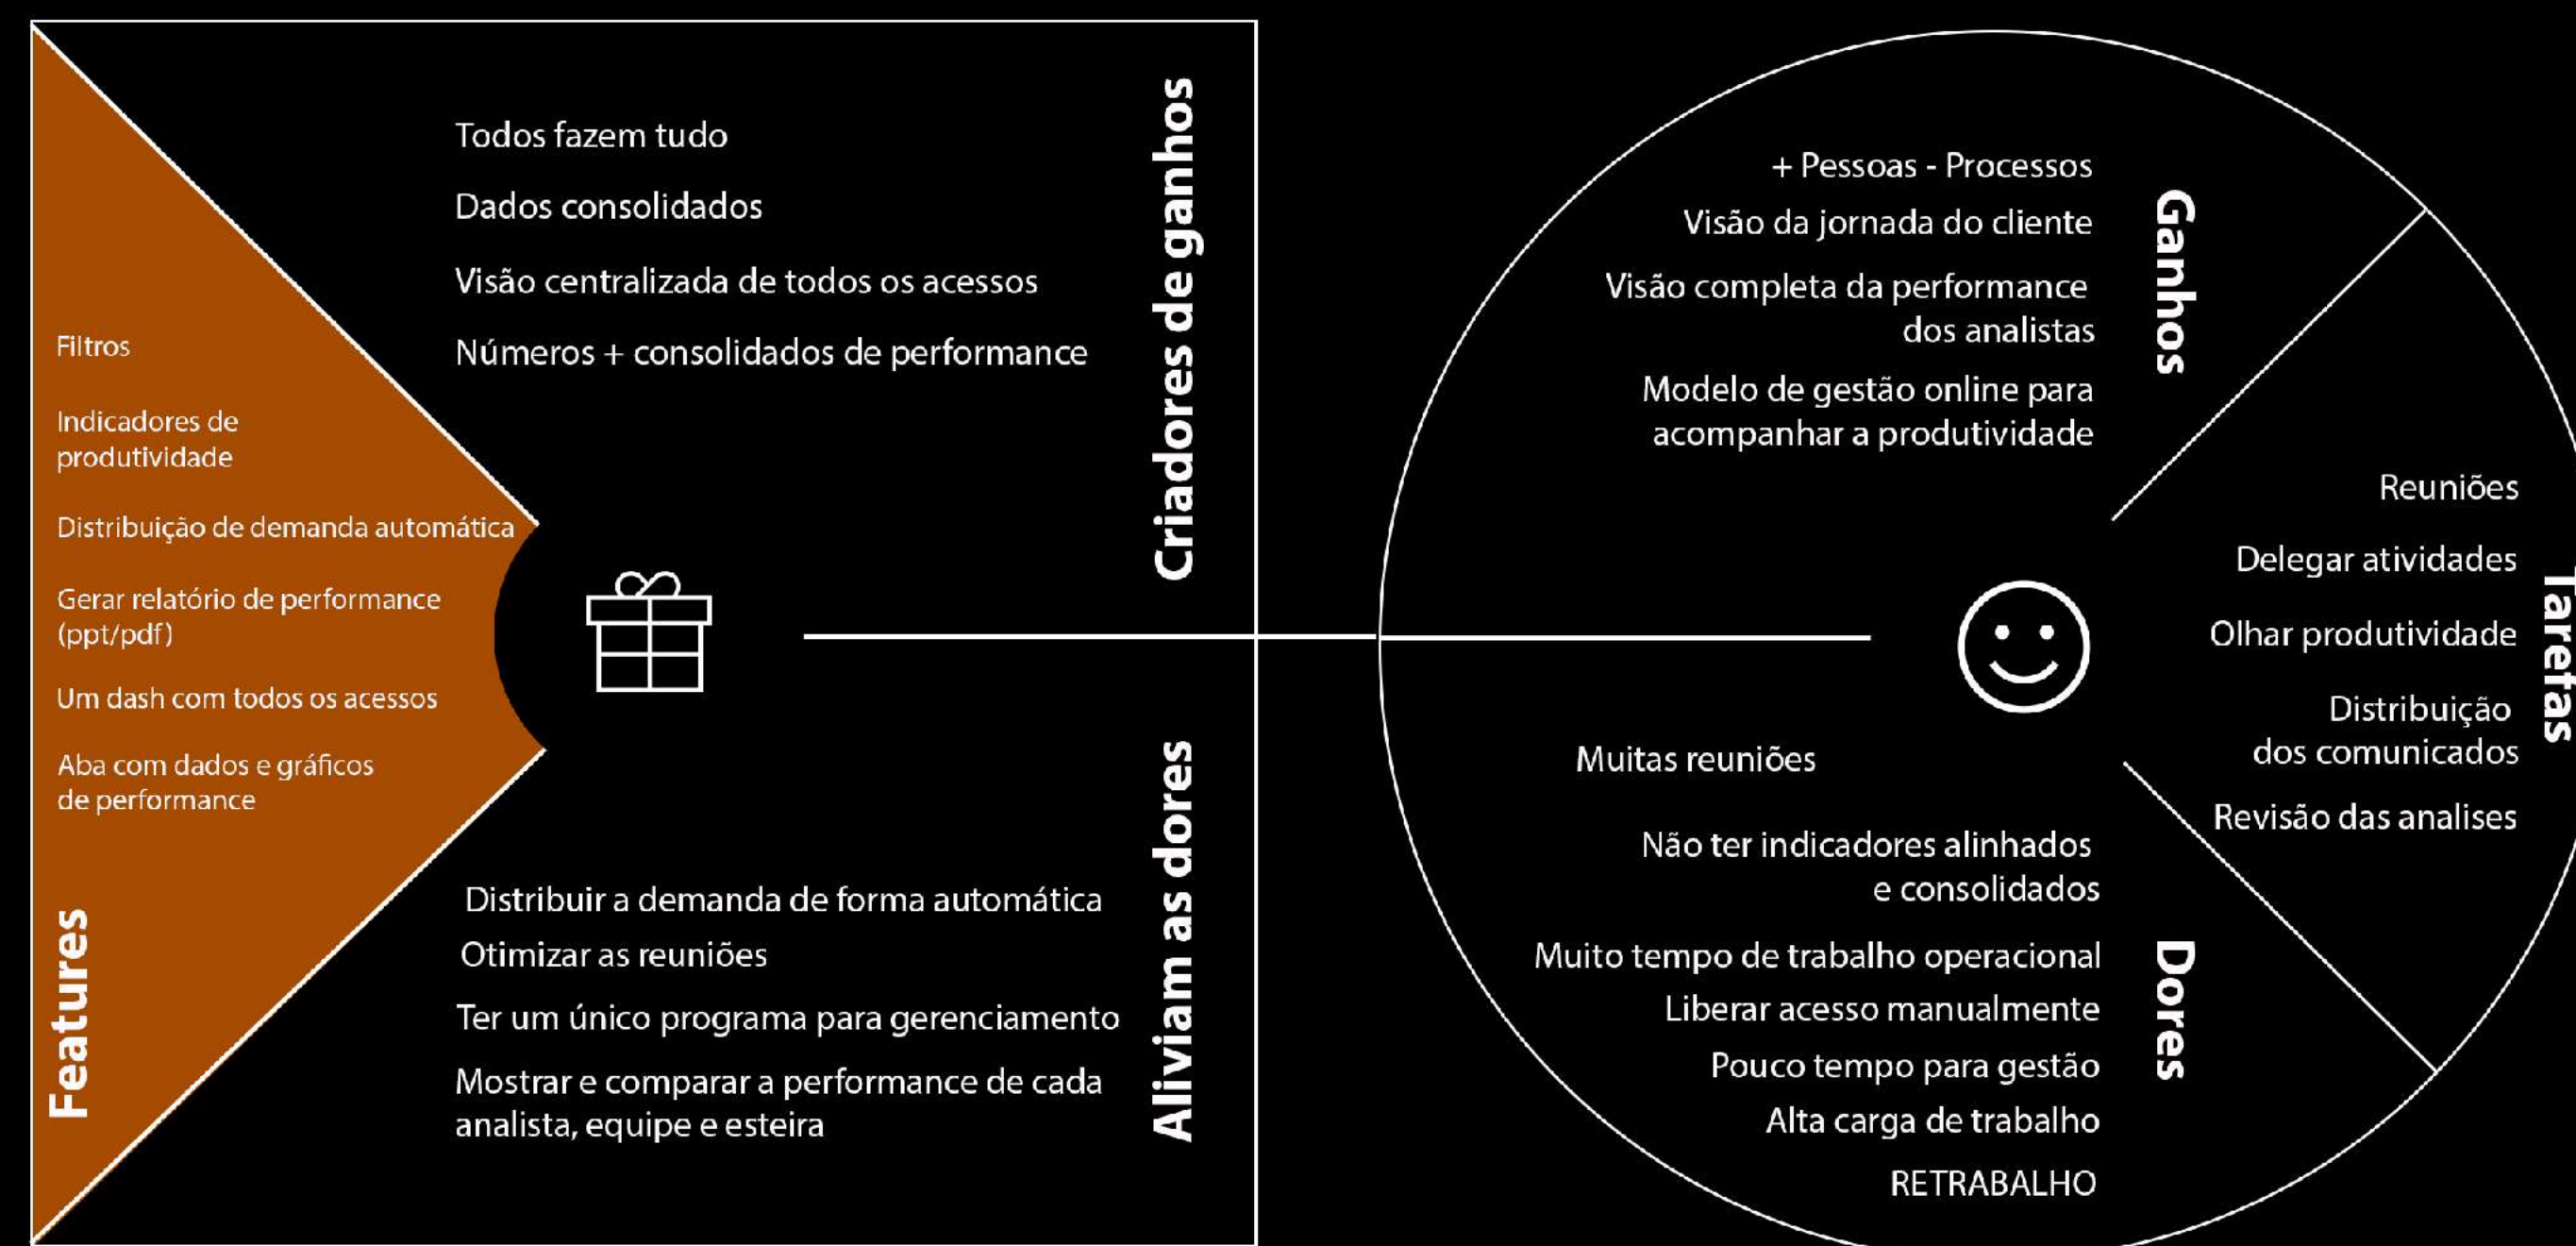 Features
Filtros
Indicadores de
produtividade
Distribuição de demanda automática
Gerar relatório de performance
(ppt/pdf)
Um dash com todos os acessos
Aba com dados e gráficos
de performance
Criadores de ganhos
Todos fazem tudo
Dados consolidados
Visão centralizada de todos os acessos
Números + consolidados de performance
Aliviam as dores
Distribuir a demanda de forma automática
Otimizar as reuniões
Ter um único programa para gerenciamento
Mostrar e comparar a performance de cada
analista, equipe e esteira
Ganhos
+ Pessoas - Processos
Visão da jornada do cliente
Visão completa da performance
dos analistas
Modelo de gestão online para
acompanhar a produtividade
Tarefas
Reuniões
Delegar atividades
Olhar produtividade
Distribuição
dos comunicados
Revisão das analises
Dores
Muitas reuniões
Não ter indicadores alinhados
e consolidados
Muito tempo de trabalho operacional
Liberar acesso manualmente
Pouco tempo para gestão
Alta carga de trabalho
RETRABALHO